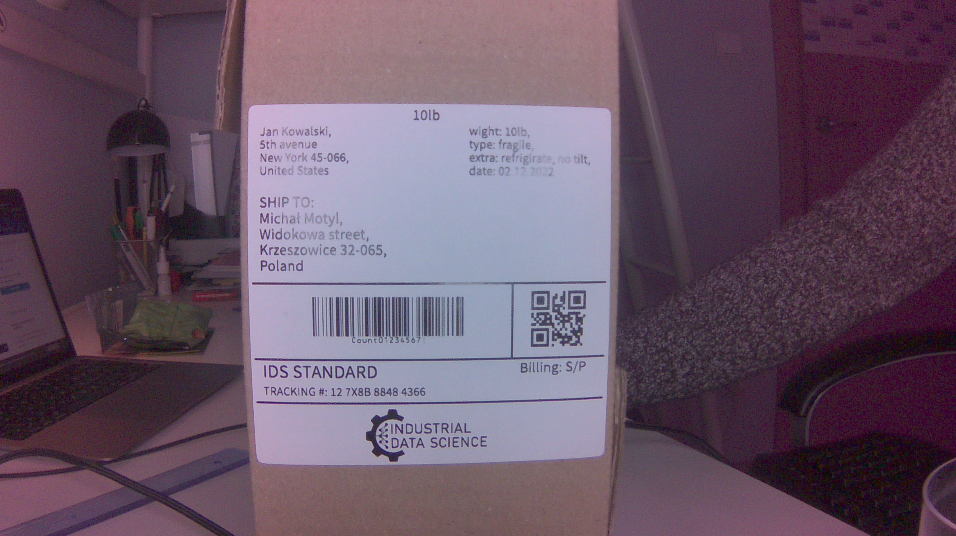 10lb
Jan Kowalski,
5th avenue
New York 45-066,
United States
wight: 10lb,
type: fragile,
extra: refrigirate, no tilt,
date: 02.12.2022
SHIP TO:
Michał Motyl,
Widokowa street,
Krzeszowice 32-065,
Poland
Count01234567!
IDS STANDARD
Billing: S/P
TRACKING #: 12 7X8B 8848 4366
INDUSTRIAL
DATA SCIENCE